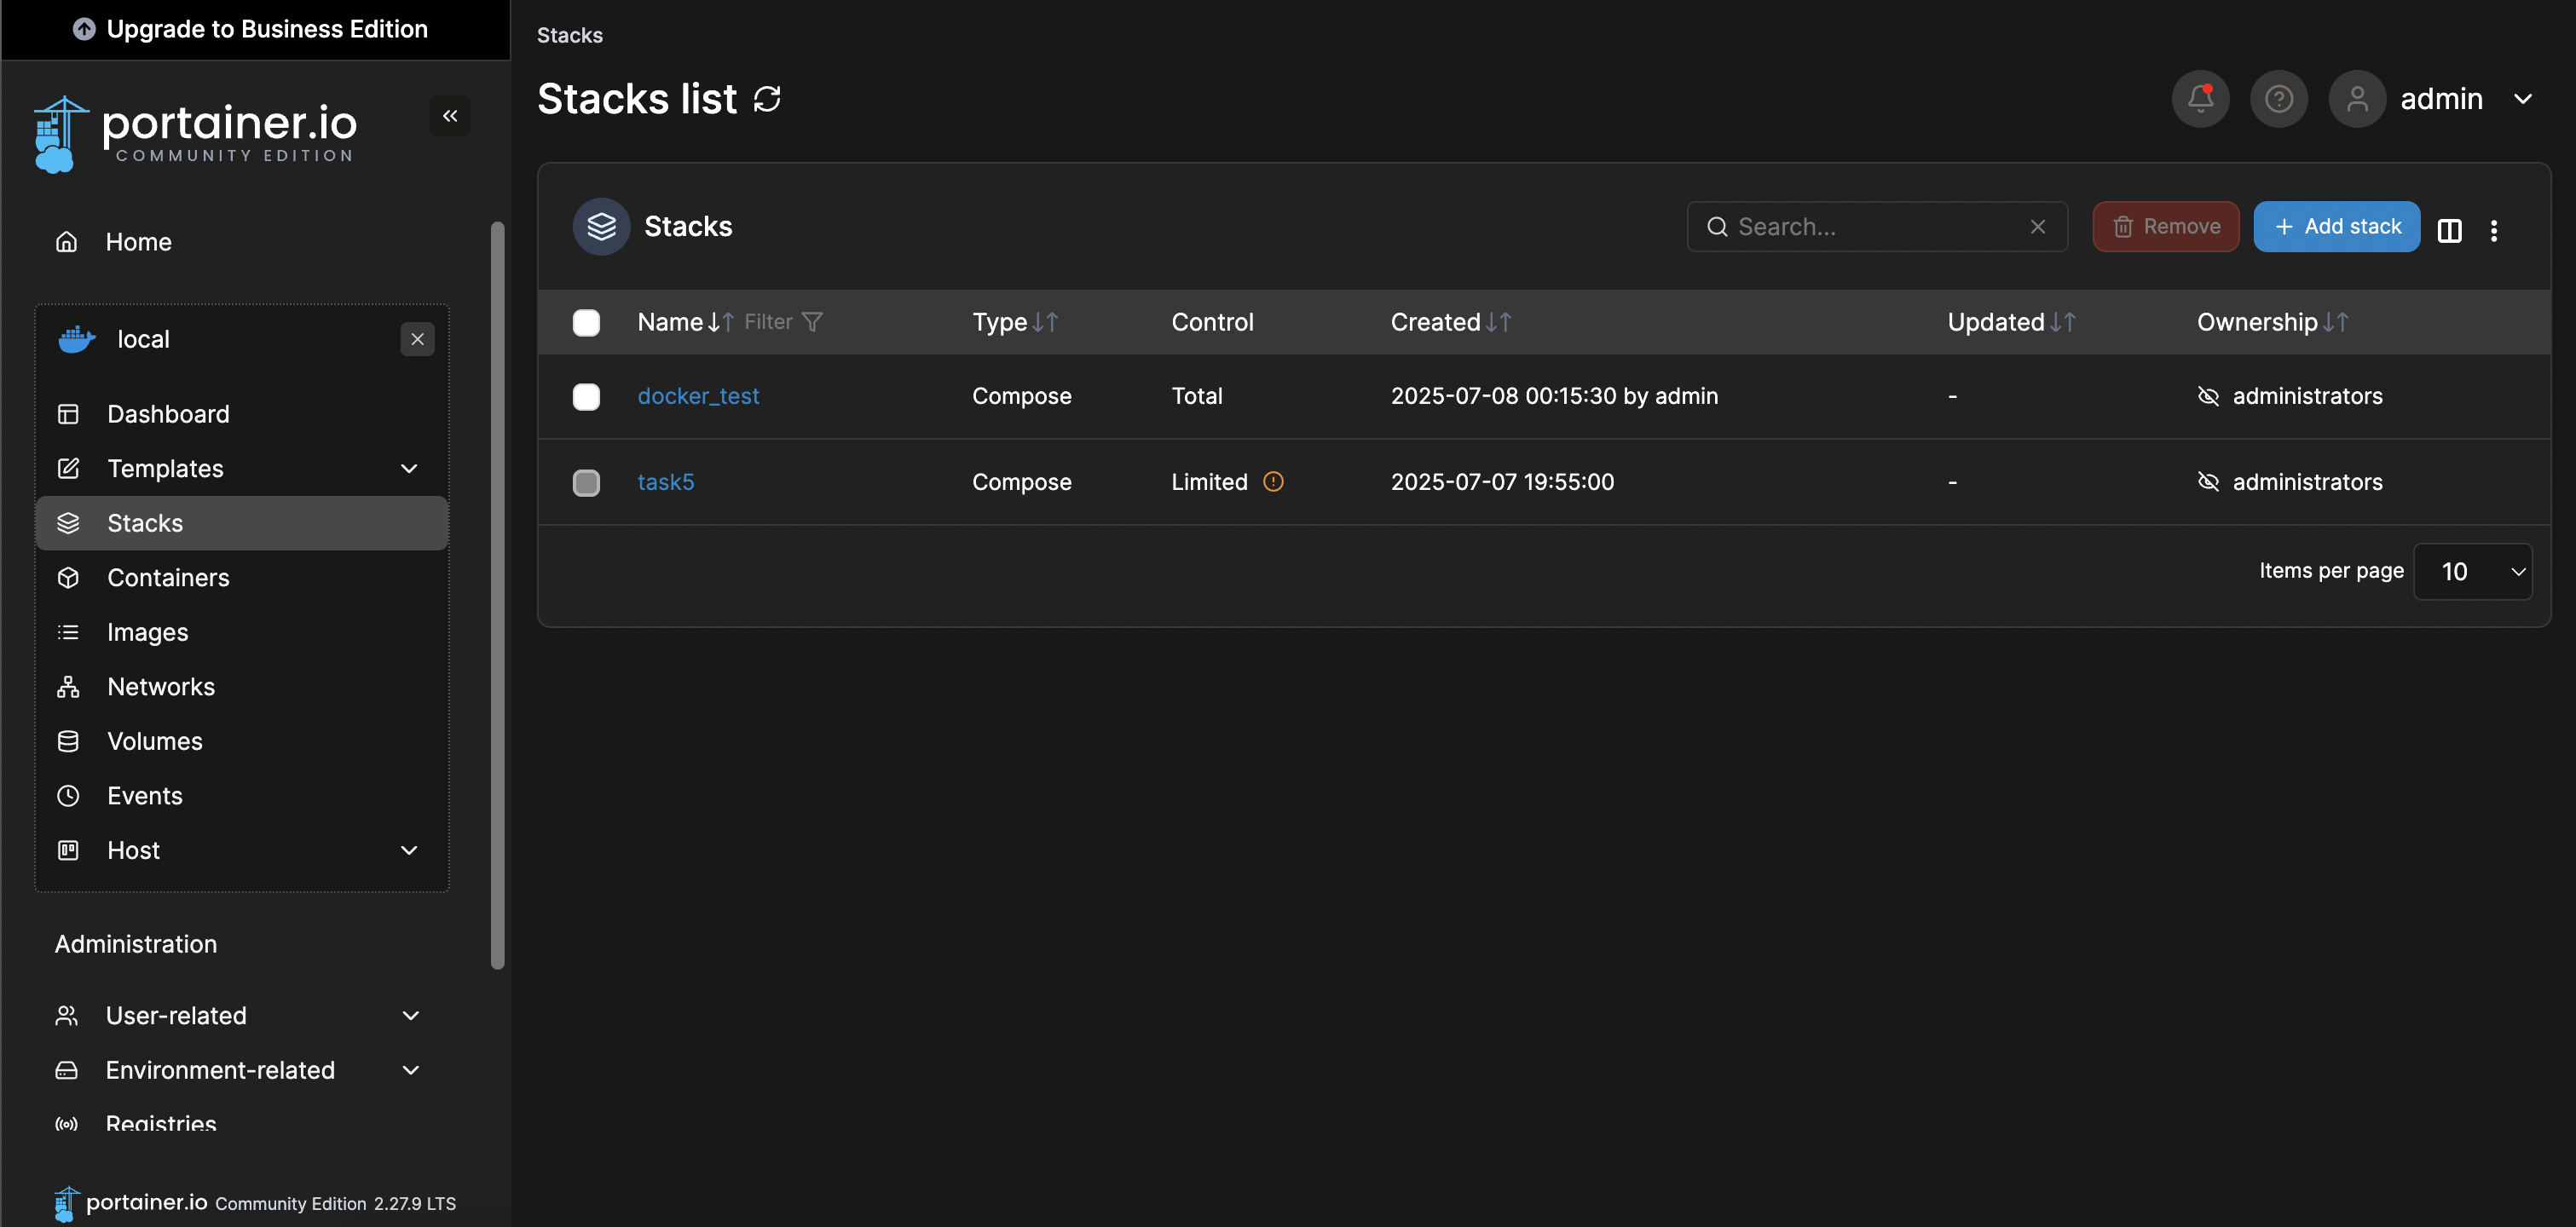 Upgrade to Business Edition
portainer.io
COMMUNITY EDITION
Home
local
Dashboard
Templates
Stacks
Containers
Images
Networks
Volumes
Events
Host
Administration
User-related
Environment-related
Registries
portainer.io Community Edition 2.27.9 LTS
Stacks
Stacks list
admin
Stacks
Search...
Remove
Add stack
Name Filter Type Control Created Updated Ownership
docker_test Compose Total 2025-07-08 00:15:30 by admin - administrators
task5 Compose Limited 2025-07-07 19:55:00 - administrators
Items per page 10